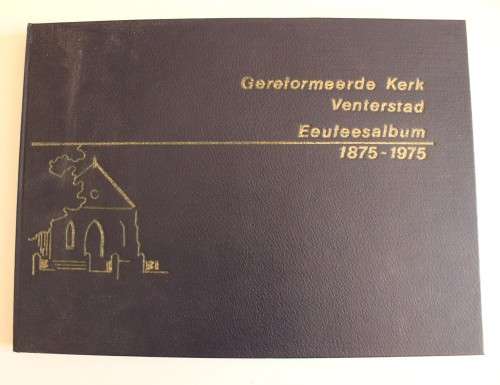 Gereformeerde Kerk
Venterstad
Eeufeesalbum
1875-1975